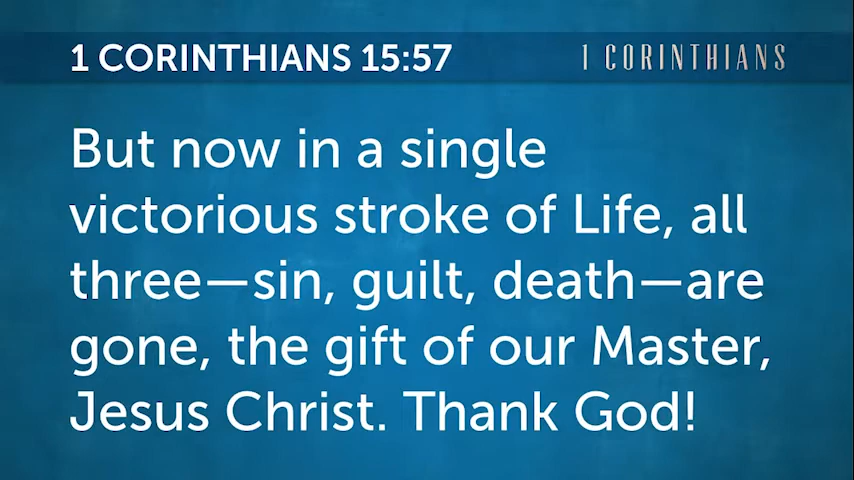 1 CORINTHIANS 15:57
1 CORINTHIANS
But now in a single
victorious stroke of Life, all
three—sin, guilt, death—are
gone, the gift of our Master,
Jesus Christ. Thank God!